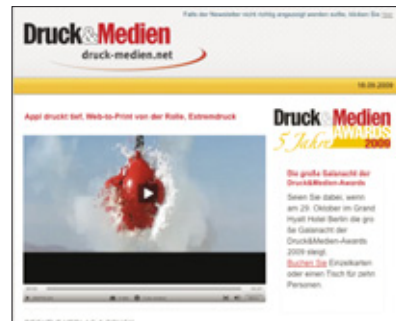 Falls der Newsletter nicht richtig angezeigt werden sollte, klicken Sie hier
Druck&Medien
druck-medien.net
18.09.2009
Appl druckt tief, Web-to-Print von der Rolle, Extremdruck
Druck&Medien
AWARDS
5 Jahre 2009
Die große Galanacht der
Druck&Medien-Awards
Seien Sie dabei, wenn
am 29. Oktober im Grand
Hyatt Hotel Berlin die gro
ße Galanacht der
Druck&Medien-Awards
2009 steigt.
Buchen Sie Einzelkarten
oder einen Tisch für zehn
Personen.